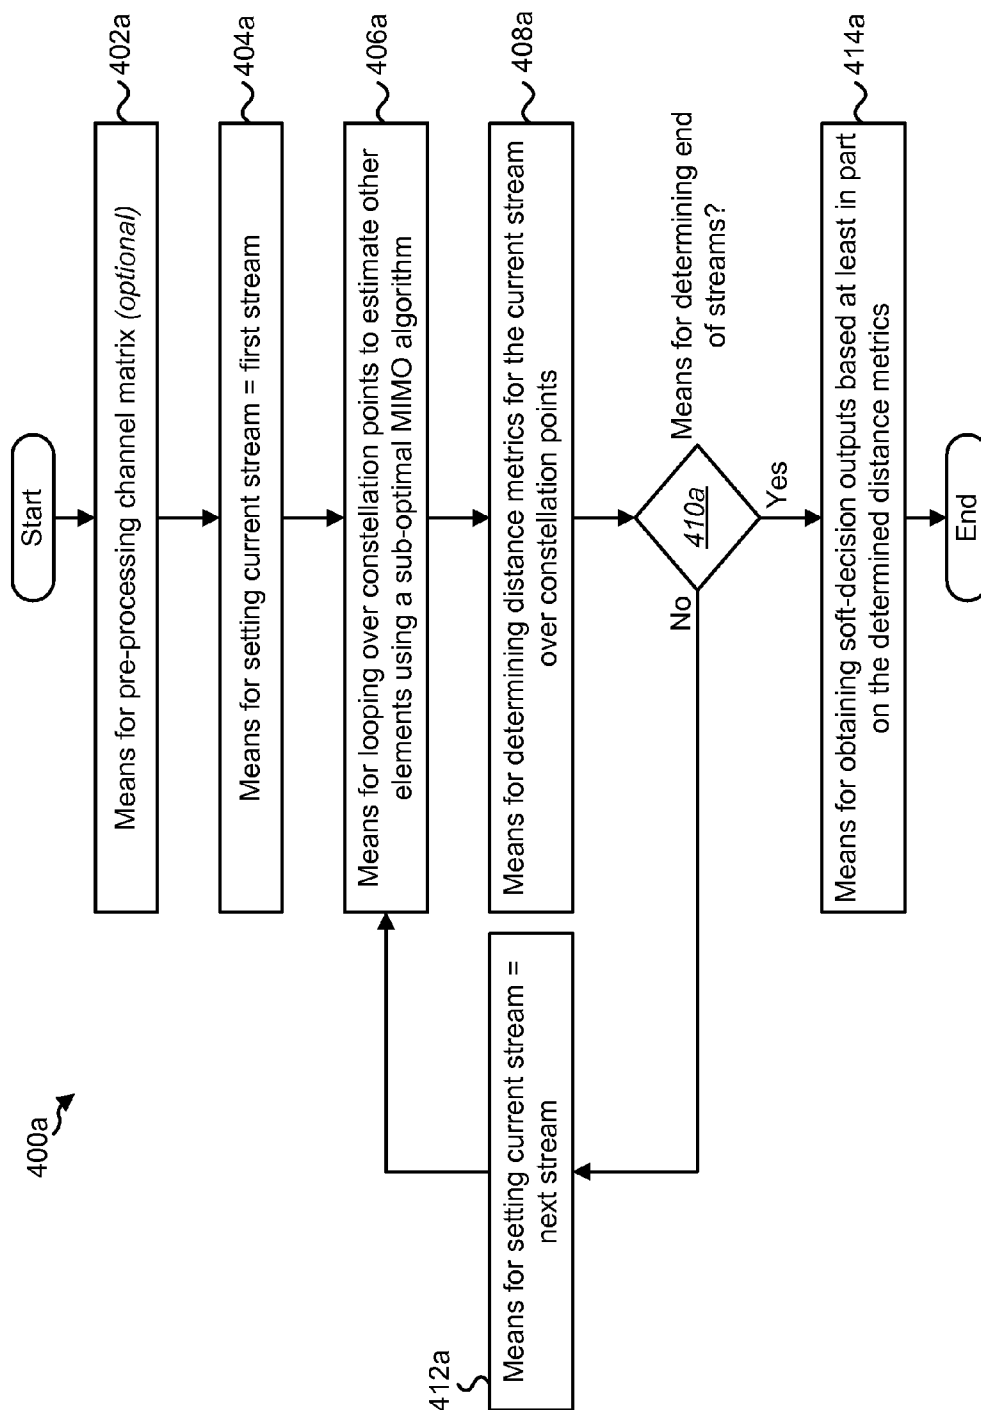 400a
Start
Means for pre-processing channel matrix (optional)
402a
Means for setting current stream = first stream
404a
Means for looping over constellation points to estimate other
elements using a sub-optimal MIMO algorithm
406a
Means for determining distance metrics for the current stream
over constellation points
408a
Means for setting current stream =
next stream
412a
410a
Means for determining end
of streams?
No
Yes
Means for obtaining soft-decision outputs based at least in part
on the determined distance metrics
414a
End